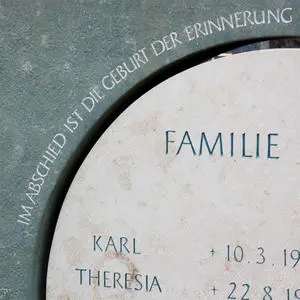 IM ABSCHIED IST DIE GEBURT DER ERINNERUNG
FAMILIE
KARL + 10.3.19
THERESIA + 22.8.19